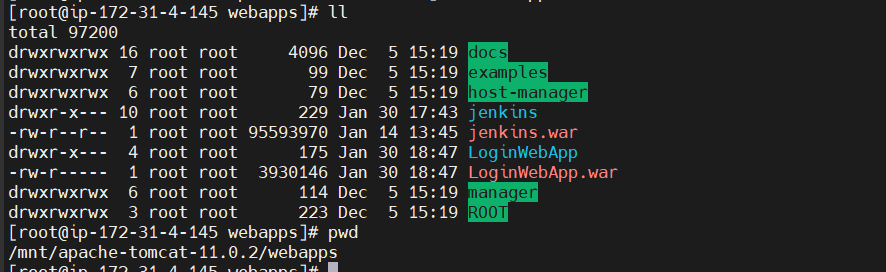 [root@ip-172-31-4-145 webapps]# ll
total 97200
drwxrwxrwx 16 root root     4096 Dec  5 15:19 docs
drwxrwxrwx  7 root root       99 Dec  5 15:19 examples
drwxrwxrwx  6 root root       79 Dec  5 15:19 host-manager
drwxr-x--- 10 root root      229 Jan 30 17:43 jenkins
-rw-r--r--  1 root root 95593970 Jan 14 13:45 jenkins.war
drwxr-x---  4 root root      175 Jan 30 18:47 LoginWebApp
-rw-r-----  1 root root  3930146 Jan 30 18:47 LoginWebApp.war
drwxrwxrwx  6 root root      114 Dec  5 15:19 manager
drwxrwxrwx  3 root root      223 Dec  5 15:19 ROOT
[root@ip-172-31-4-145 webapps]# pwd
/mnt/apache-tomcat-11.0.2/webapps
[root@ip-172-31-4-145 webapps]#